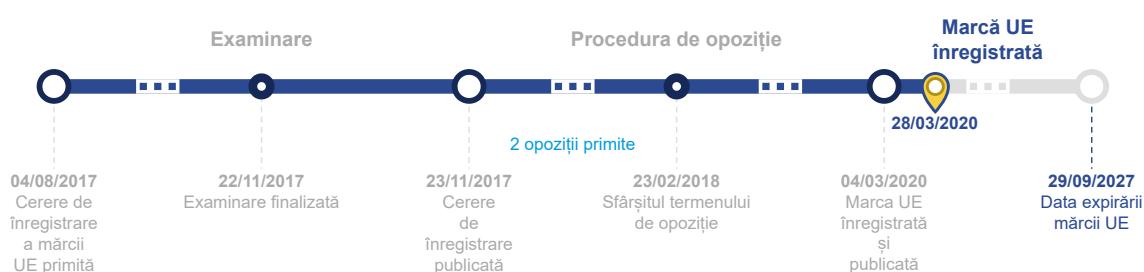 Examinare
Procedura de opoziție
Marcă UE
înregistrată
28/03/2020
2 opoziții primite
04/08/2017
Cerere de
înregistrare
a mărcii
UE primită
22/11/2017
Examinare finalizată
23/11/2017
Cerere
de
înregistrare
publicată
23/02/2018
Sfârșitul termenului
de opoziție
04/03/2020
Marca UE
înregistrată
și
publicată
29/09/2027
Data expirării
mărcii UE